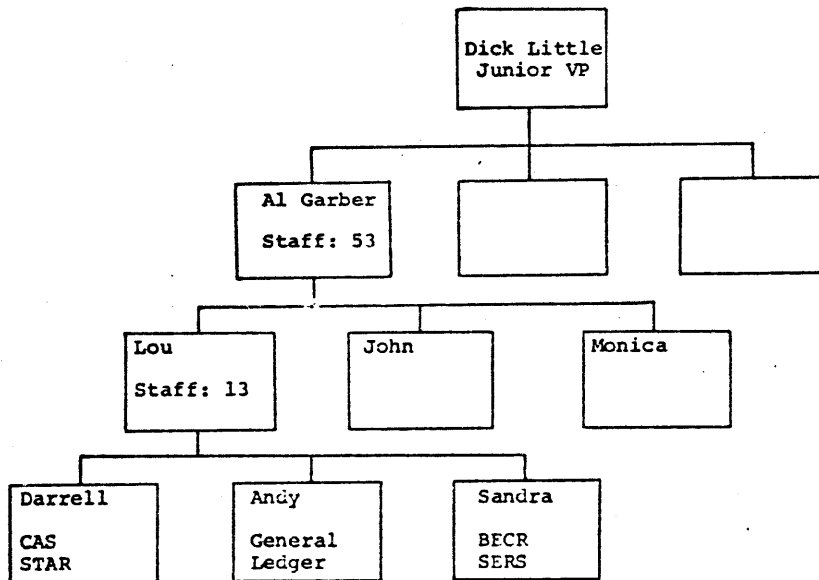 Dick Little
Junior VP
Al Garber
Staff: 53
Lou
Staff: 13
John
Monica
Darrell
CAS
STAR
Andy
General
Ledger
Sandra
BECR
SERS